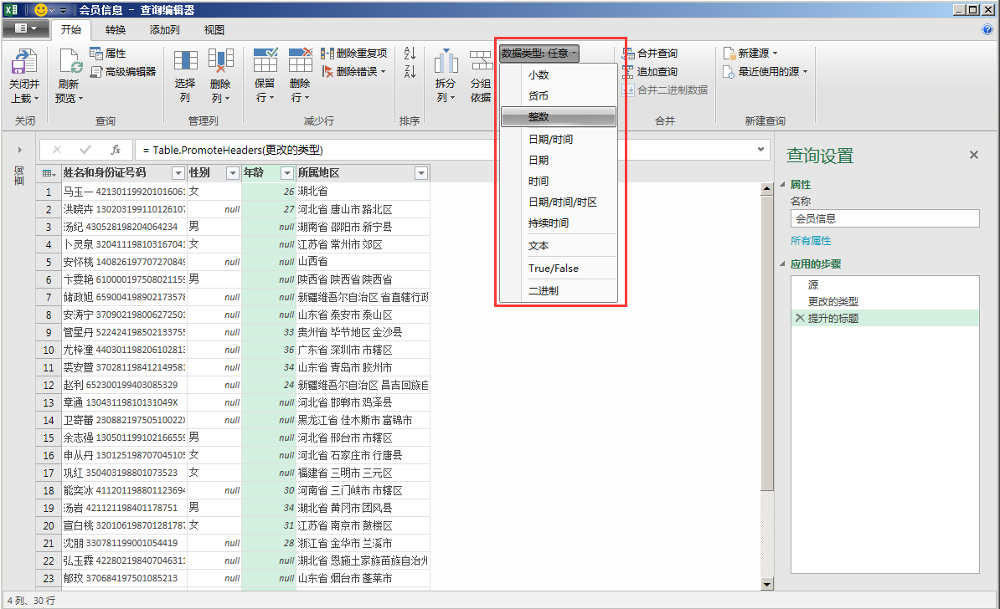 会员信息 - 查询编辑器
开始 转换 添加列 视图
关闭并上载
刷新预览
属性
高级编辑器
选择列
删除列
保留行
删除行
删除重复项
删除错误
拆分列
分组依据
数据类型: 任意
小数
货币
整数
日期/时间
日期
时间
日期/时间/时区
持续时间
文本
True/False
二进制
合并查询
追加查询
合并二进制数据
新建源
最近使用的源
关闭 查询 管理列 减少行 排序 合并 新建查询
查询
fx = Table.PromoteHeaders(更改的类型)
姓名和身份证号码 性别 年龄 所属地区
1 马玉一 421301199201016061 女 26 湖北省
2 洪晓卉 130203199110126107 null 27 河北省 唐山市 路北区
3 汤纪 430528198204064234 男 null 湖南省 邵阳市 新宁县
4 卜灵泉 320411198103167041 女 null 江苏省 常州市 郊区
5 安怀桃 140826197707270849 null null 山西省
6 卞雯艳 610000197508021159 男 null 陕西省 陕西省 陕西省
7 储政旭 659004198902173578 null null 新疆维吾尔自治区 省直辖行政
8 安涛宁 370902198006272501 null null 山东省 泰安市 泰山区
9 管星丹 522424198502133755 null 33 贵州省 毕节地区 金沙县
10 尤梓潼 440301198206102813 null 36 广东省 深圳市 市辖区
11 裘安萱 370281198412149581 null 34 山东省 青岛市 胶州市
12 赵利 652300199403085329 null 24 新疆维吾尔自治区 昌吉回族自
13 章通 13043119810131049X null null 河北省 邯郸市 鸡泽县
14 卫寄蕾 23088219750510022X null null 黑龙江省 佳木斯市 富锦市
15 余志强 130501199102166559 男 null 河北省 邢台市 市辖区
16 申从丹 130125198707045105 女 null 河北省 石家庄市 行唐县
17 巩红 350403198801073523 女 null 福建省 三明市 三元区
18 能奕冰 411201198801123694 null 30 河南省 三门峡市 市辖区
19 汤岩 421121198401178751 男 34 湖北省 黄冈市 团风县
20 宣白桃 320106198701281787 女 31 江苏省 南京市 鼓楼区
21 沈朋 330781199001054419 null 28 浙江省 金华市 兰溪市
22 弘玉霖 422802198407046311 null null 湖北省 恩施土家族苗族自治州
23 郁玟 370684197501085213 null null 山东省 烟台市 蓬莱市
查询设置
属性
名称
会员信息
所有属性
应用的步骤
源
更改的类型
提升的标题
4 列、30 行